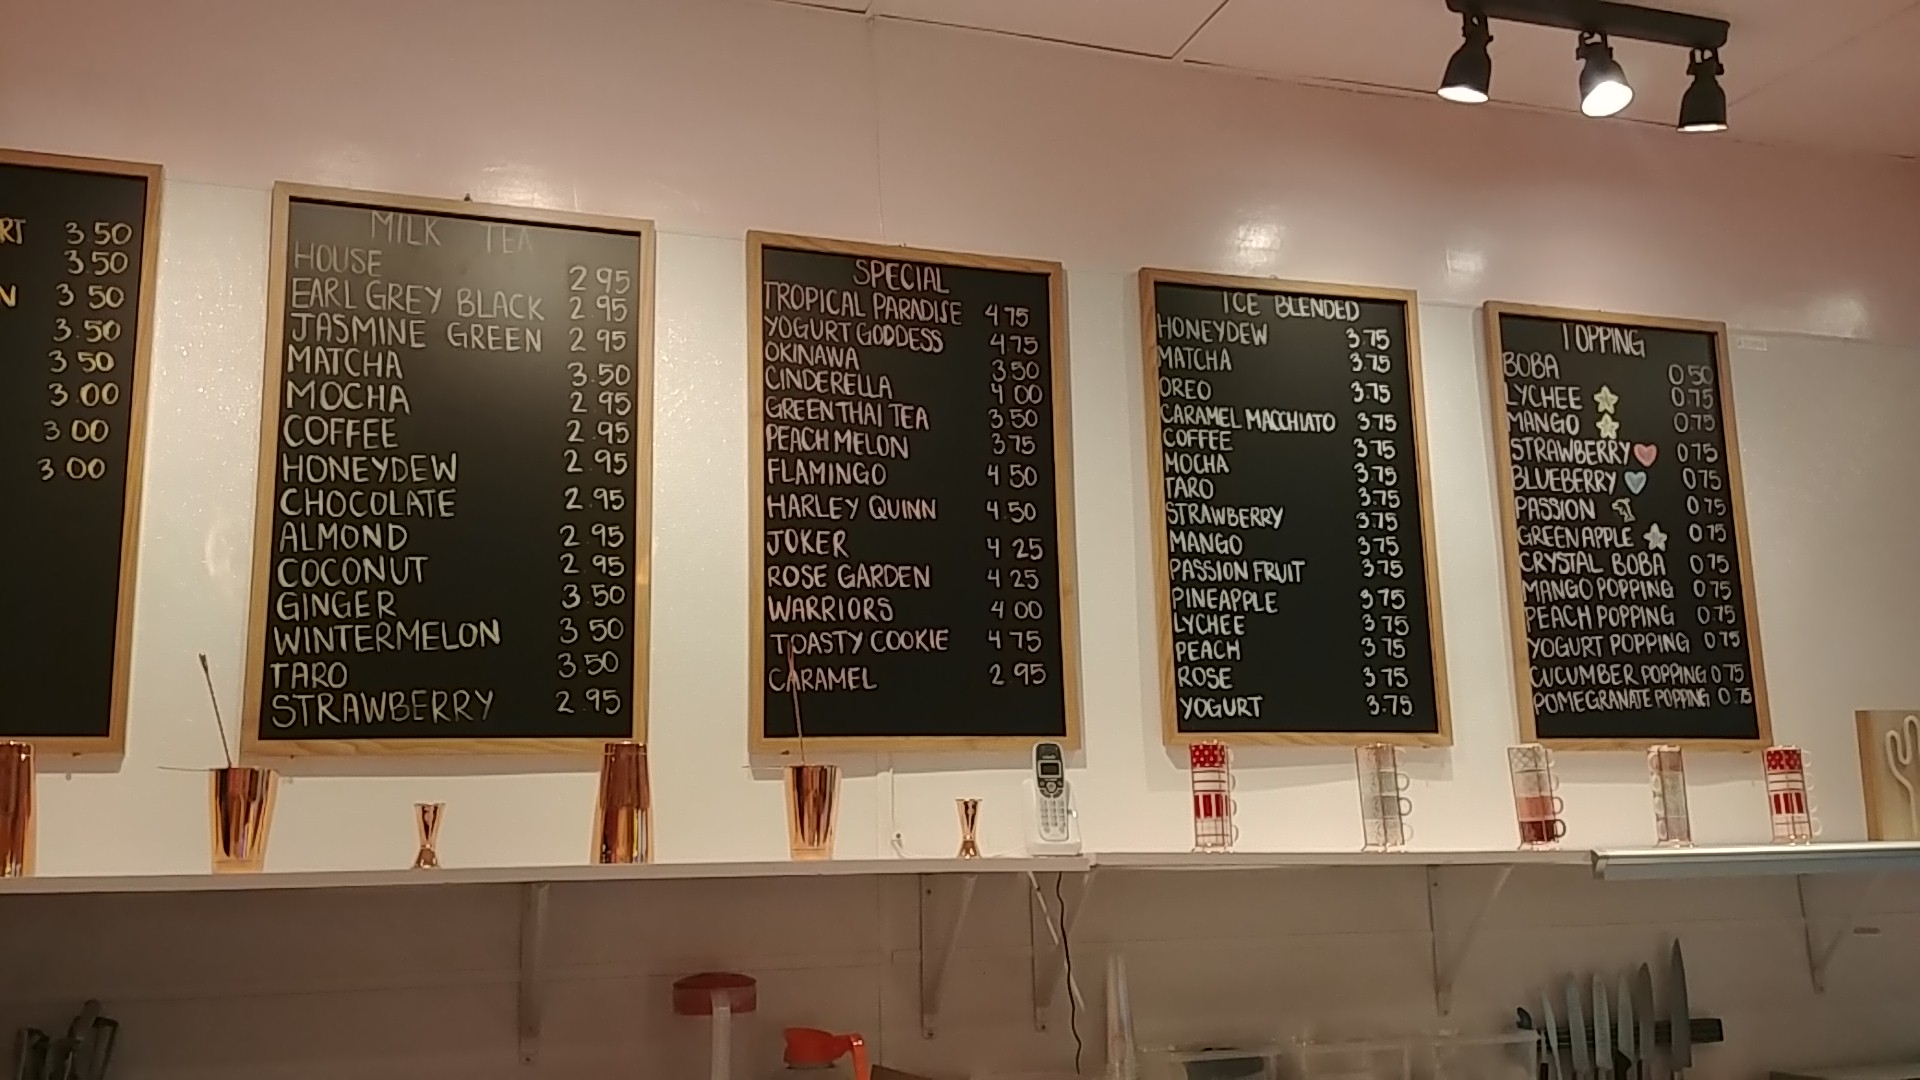 RT 3.50
3.50
N 3 50
3.50
3 50
3.00
3 00
3 00
MILK TEA
HOUSE 2 95
EARL GREY BLACK 2.95
JASMINE GREEN 2 95
MATCHA 3.50
MOCHA 2 95
COFFEE 2.95
HONEYDEW 2.95
CHOCOLATE 2.95
ALMOND 2 95
COCONUT 2 95
GINGER 3 50
WINTERMELON 3 50
TARO 3 50
STRAWBERRY 2.95
SPECIAL
TROPICAL PARADISE 4 75
YOGURT GODDESS 4.75
OKINAWA 3 50
CINDERELLA 4 00
GREEN THAI TEA 3 50
PEACH MELON 3 75
FLAMINGO 4 50
HARLEY QUINN 4 50
JOKER 4 25
ROSE GARDEN 4 25
WARRIORS 4 00
TOASTY COOKIE 4 75
CARAMEL 2 95
ICE BLENDED
HONEYDEW 3.75
MATCHA 3.75
OREO 3.75
CARAMEL MACCHIATO 3.75
COFFEE 3.75
MOCHA 3.75
TARO 3.75
STRAWBERRY 3.75
MANGO 3.75
PASSION FRUIT 3.75
PINEAPPLE 3 75
LYCHEE 3 75
PEACH 3 75
ROSE 3 75
YOGURT 3.75
TOPPING
BOBA 0 50
LYCHEE 0.75
MANGO 0.75
STRAWBERRY 0 75
BLUEBERRY 0 75
PASSION 0 75
GREEN APPLE 0 75
CRYSTAL BOBA 0 75
MANGO POPPING 0 75
PEACH POPPING 0 75
YOGURT POPPING 0 75
CUCUMBER POPPING 0 75
POMEGRANATE POPPING 0 75